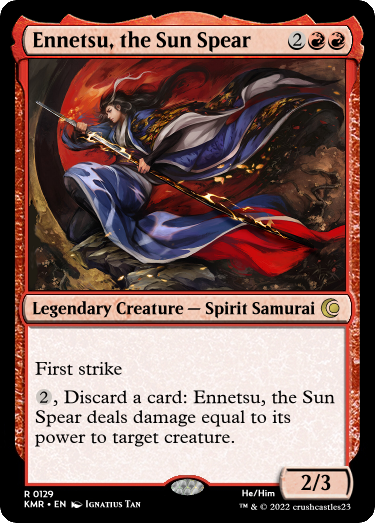 Ennetsu, the Sun Spear 2
Legendary Creature — Spirit Samurai
First strike
2, Discard a card: Ennetsu, the Sun
Spear deals damage equal to its
power to target creature.
2/3
R 0129 He/Him
KMR • EN Ignatius Tan ™ & © 2022 crushcastles23